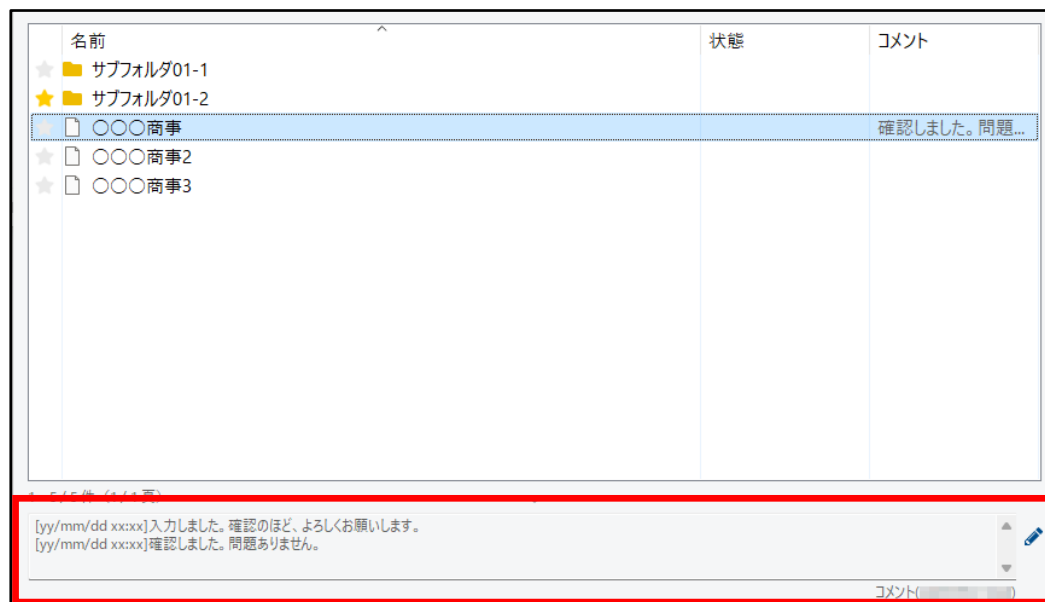 名前 状態 コメント
サブフォルダ01-1
サブフォルダ01-2
〇〇〇商事 確認しました。問題...
〇〇〇商事2
〇〇〇商事3
[yy/mm/dd xx:xx]入力しました。確認のほど、よろしくお願いします。
[yy/mm/dd xx:xx]確認しました。問題ありません。
コメント( )